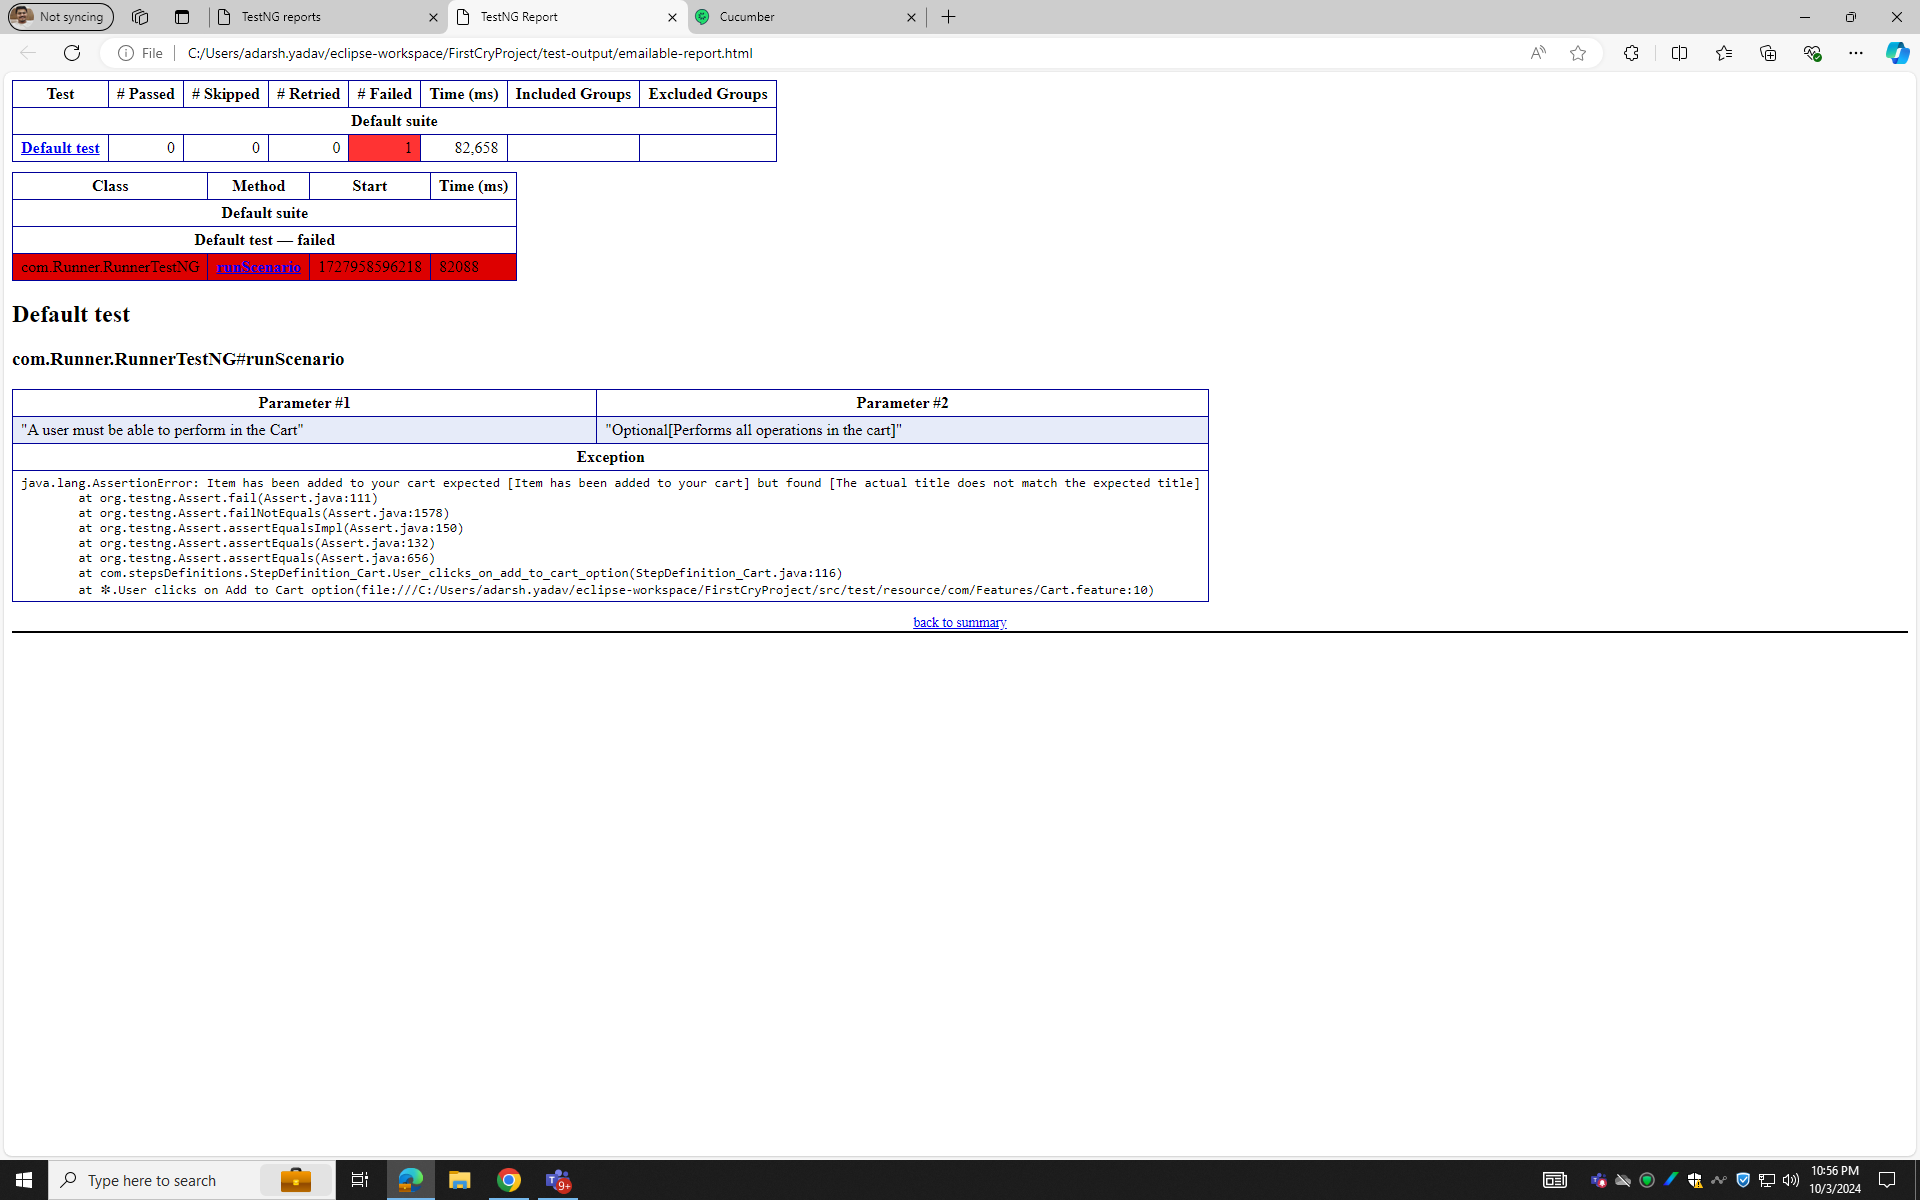 Not syncing
TestNG reports
TestNG Report
Cucumber
File
C:/Users/adarsh.yadav/eclipse-workspace/FirstCryProject/test-output/emailable-report.html
Test # Passed # Skipped # Retried # Failed Time (ms) Included Groups Excluded Groups
Default suite
Default test 0 0 0 1 82,658
Class Method Start Time (ms)
Default suite
Default test — failed
com.Runner.RunnerTestNG runScenario 1727958596218 82088
Default test
com.Runner.RunnerTestNG#runScenario
Parameter #1 Parameter #2
"A user must be able to perform in the Cart" "Optional[Performs all operations in the cart]"
Exception
java.lang.AssertionError: Item has been added to your cart expected [Item has been added to your cart] but found [The actual title does not match the expected title]
at org.testng.Assert.fail(Assert.java:111)
at org.testng.Assert.failNotEquals(Assert.java:1578)
at org.testng.Assert.assertEqualsImpl(Assert.java:150)
at org.testng.Assert.assertEquals(Assert.java:132)
at org.testng.Assert.assertEquals(Assert.java:656)
at com.stepsDefinitions.StepDefinition_Cart.User_clicks_on_add_to_cart_option(StepDefinition_Cart.java:116)
at ✽.User clicks on Add to Cart option(file:///C:/Users/adarsh.yadav/eclipse-workspace/FirstCryProject/src/test/resource/com/Features/Cart.feature:10)
back to summary
Type here to search
9+
10:56 PM
10/3/2024